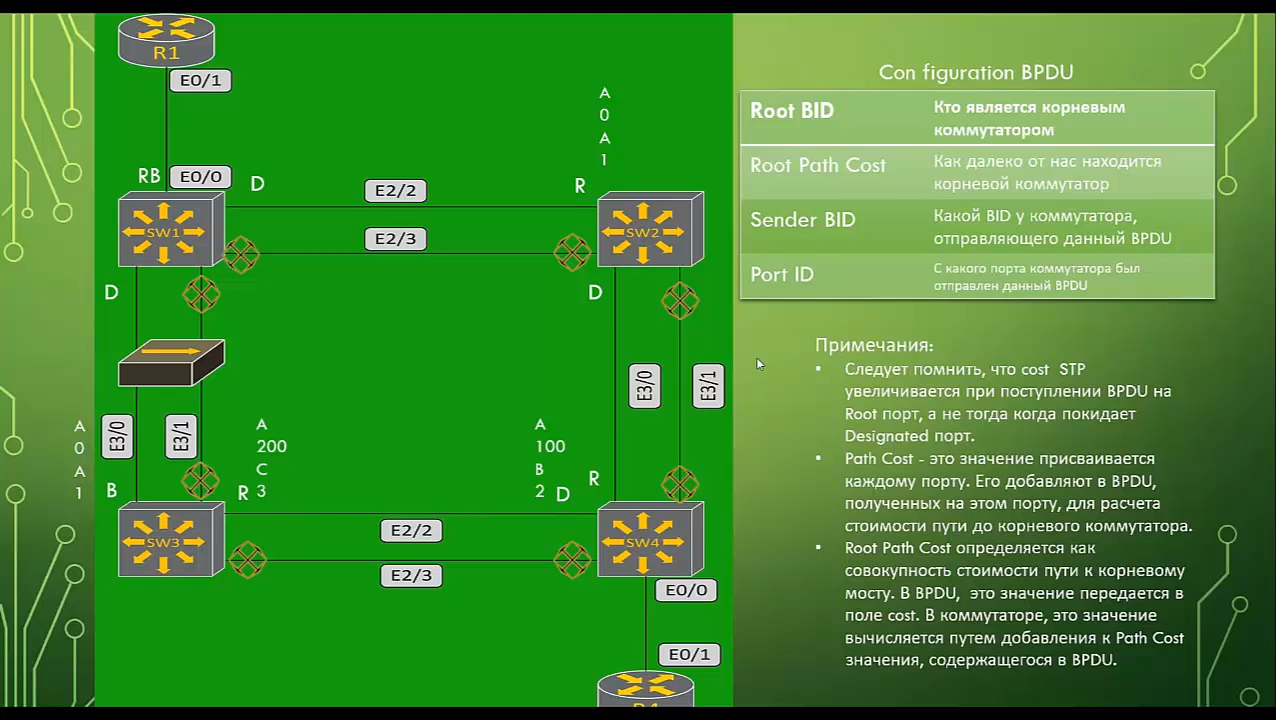 R1
E0/1
A
0
A
1
RB
E0/0
D
E2/2
R
SW1
SW2
E2/3
D
D
E3/0
E3/1
A
0
A
1
E3/0
E3/1
A
200
C
3
A
100
B
2
B
R
D
R
SW3
E2/2
SW4
E2/3
E0/0
E0/1
Con figuration BPDU
Root BID
Кто является корневым
коммутатором
Root Path Cost
Как далеко от нас находится
корневой коммутатор
Sender BID
Какой BID у коммутатора,
отправляющего данный BPDU
Port ID
С какого порта коммутатора был
отправлен данный BPDU
Примечания:
• Следует помнить, что cost STP
увеличивается при поступлении BPDU на
Root порт, а не тогда когда покидает
Designated порт.
• Path Cost - это значение присваивается
каждому порту. Его добавляют в BPDU,
полученных на этом порту, для расчета
стоимости пути до корневого коммутатора.
• Root Path Cost определяется как
совокупность стоимости пути к корневому
мосту. В BPDU, это значение передается в
поле cost. В коммутаторе, это значение
вычисляется путем добавления к Path Cost
значения, содержащегося в BPDU.